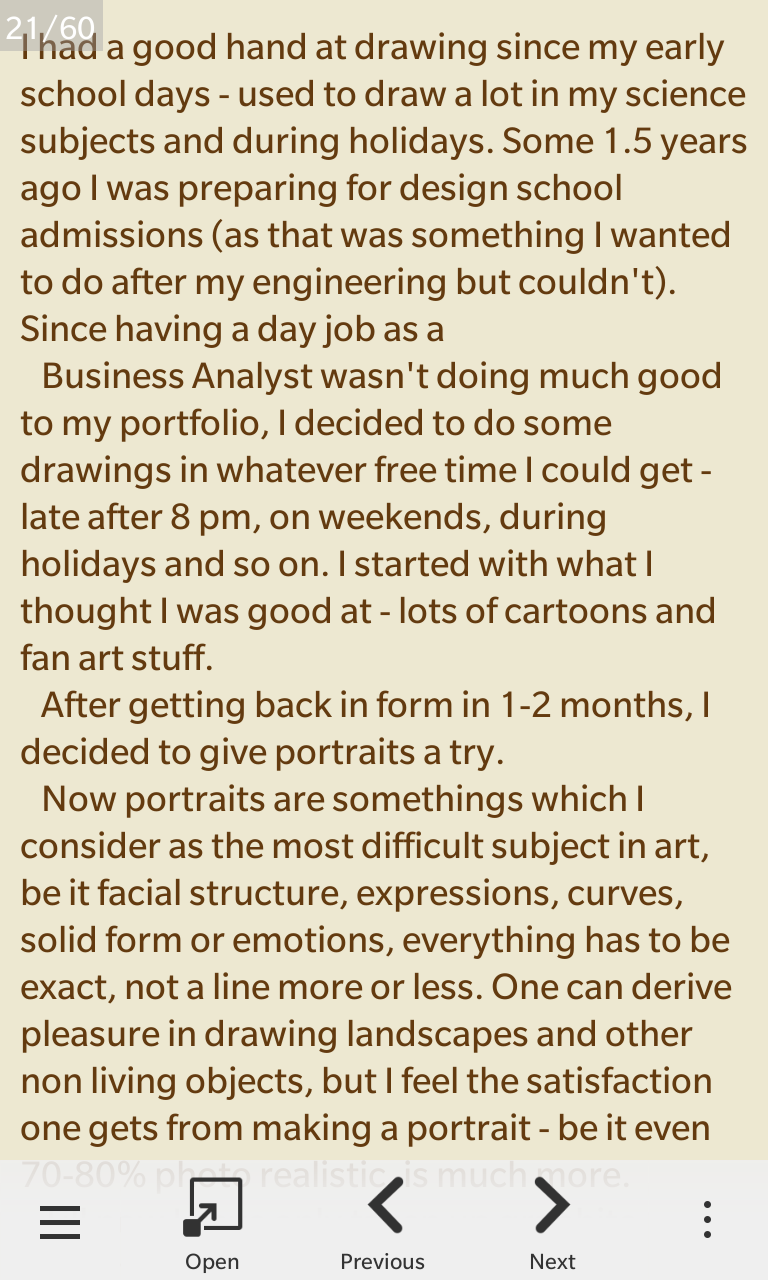 21/60
I had a good hand at drawing since my early
school days - used to draw a lot in my science
subjects and during holidays. Some 1.5 years
ago I was preparing for design school
admissions (as that was something I wanted
to do after my engineering but couldn't).
Since having a day job as a
Business Analyst wasn't doing much good
to my portfolio, I decided to do some
drawings in whatever free time I could get -
late after 8 pm, on weekends, during
holidays and so on. I started with what I
thought I was good at - lots of cartoons and
fan art stuff.
After getting back in form in 1-2 months, I
decided to give portraits a try.
Now portraits are somethings which I
consider as the most difficult subject in art,
be it facial structure, expressions, curves,
solid form or emotions, everything has to be
exact, not a line more or less. One can derive
pleasure in drawing landscapes and other
non living objects, but I feel the satisfaction
one gets from making a portrait - be it even
70-80% photo realistic, is much more.
Open
Previous
Next